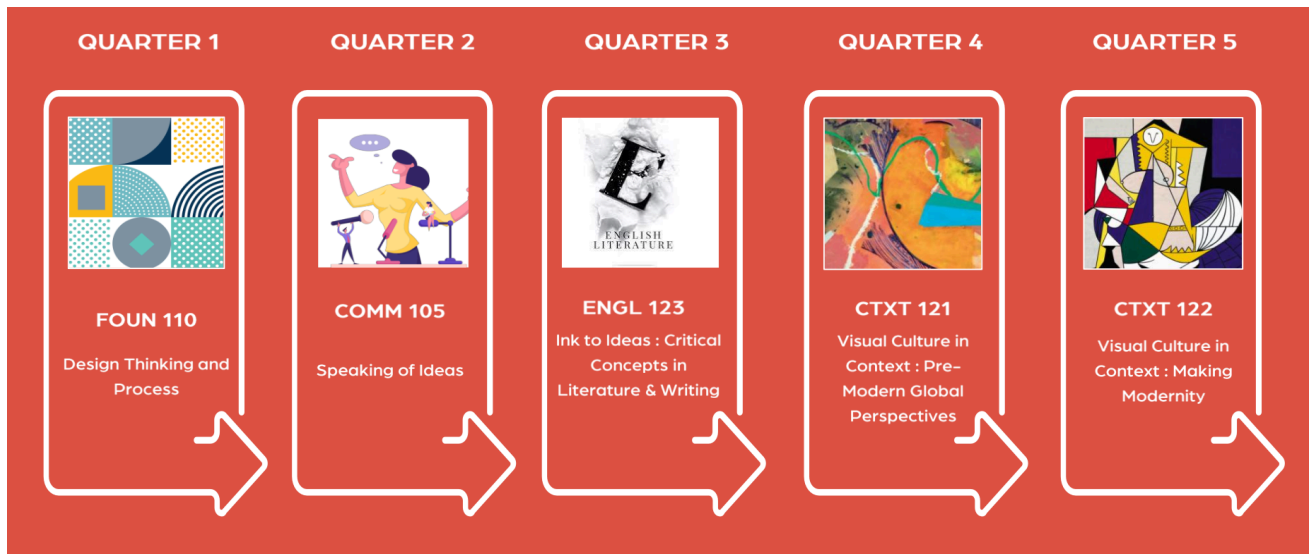 QUARTER 1
QUARTER 2
QUARTER 3
QUARTER 4
QUARTER 5
FOUN 110
Design Thinking and
Process
COMM 105
Speaking of Ideas
E
ENGLISH
LITERATURE
ENGL 123
Ink to Ideas : Critical
Concepts in
Literature & Writing
CTXT 121
Visual Culture in
Context : Pre-
Modern Global
Perspectives
CTXT 122
Visual Culture in
Context : Making
Modernity